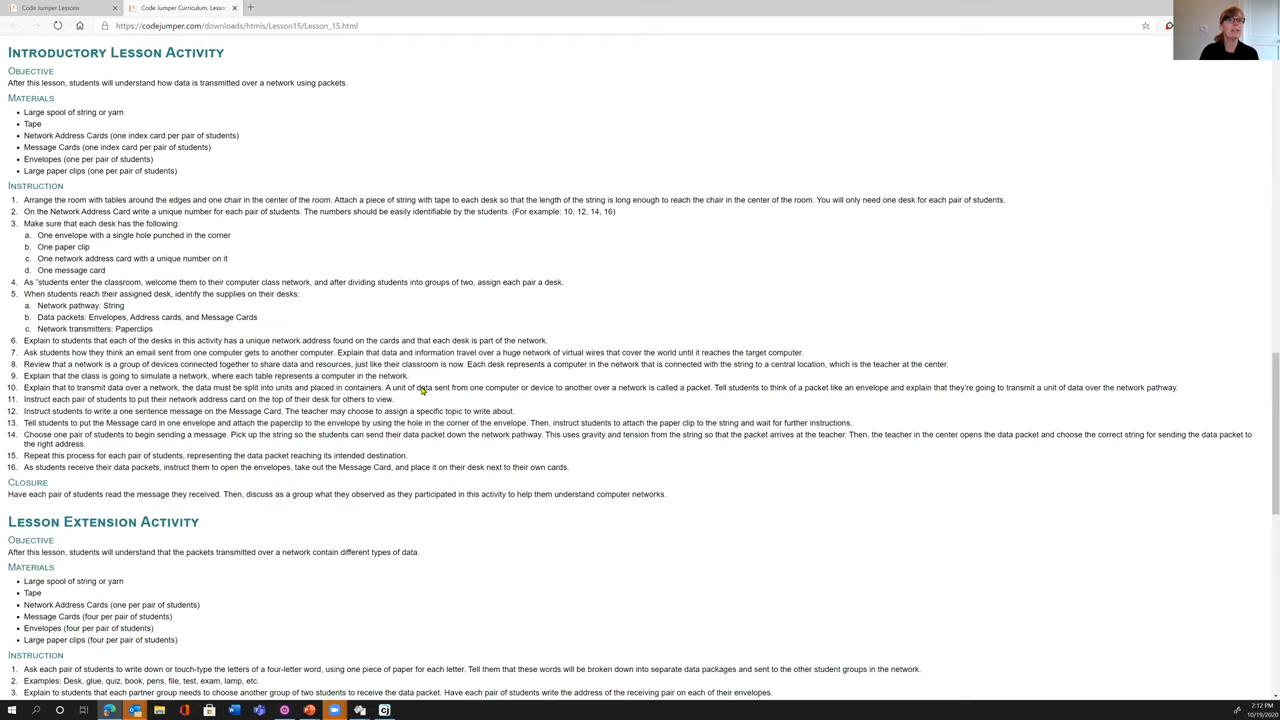 Code Jumper Lessons
Code Jumper Curriculum, Lesso
https://codejumper.com/downloads/htmls/Lesson15/Lesson_15.html
INTRODUCTORY LESSON ACTIVITY
OBJECTIVE
After this lesson, students will understand how data is transmitted over a network using packets.
MATERIALS
• Large spool of string or yarn
• Tape
• Network Address Cards (one index card per pair of students)
• Message Cards (one index card per pair of students)
• Envelopes (one per pair of students)
• Large paper clips (one per pair of students)
INSTRUCTION
1. Arrange the room with tables around the edges and one chair in the center of the room. Attach a piece of string with tape to each desk so that the length of the string is long enough to reach the chair in the center of the room. You will only need one desk for each pair of students.
2. On the Network Address Card write a unique number for each pair of students. The numbers should be easily identifiable by the students. (For example: 10, 12, 14, 16)
3. Make sure that each desk has the following:
a. One envelope with a single hole punched in the corner
b. One paper clip
c. One network address card with a unique number on it
d. One message card
4. As "students enter the classroom, welcome them to their computer class network, and after dividing students into groups of two, assign each pair a desk.
5. When students reach their assigned desk, identify the supplies on their desks:
a. Network pathway: String
b. Data packets: Envelopes, Address cards, and Message Cards
c. Network transmitters: Paperclips
6. Explain to students that each of the desks in this activity has a unique network address found on the cards and that each desk is part of the network.
7. Ask students how they think an email sent from one computer gets to another computer. Explain that data and information travel over a huge network of virtual wires that cover the world until it reaches the target computer.
8. Review that a network is a group of devices connected together to share data and resources, just like their classroom is now. Each desk represents a computer in the network that is connected with the string to a central location, which is the teacher at the center.
9. Explain that the class is going to simulate a network, where each table represents a computer in the network.
10. Explain that to transmit data over a network, the data must be split into units and placed in containers. A unit of data sent from one computer or device to another over a network is called a packet. Tell students to think of a packet like an envelope and explain that they're going to transmit a unit of data over the network pathway.
11. Instruct each pair of students to put their network address card on the top of their desk for others to view.
12. Instruct students to write a one sentence message on the Message Card. The teacher may choose to assign a specific topic to write about.
13. Tell students to put the Message card in one envelope and attach the paperclip to the envelope by using the hole in the corner of the envelope. Then, instruct students to attach the paper clip to the string and wait for further instructions.
14. Choose one pair of students to begin sending a message. Pick up the string so the students can send their data packet down the network pathway. This uses gravity and tension from the string so that the packet arrives at the teacher. Then, the teacher in the center opens the data packet and choose the correct string for sending the data packet to
the right address.
15. Repeat this process for each pair of students, representing the data packet reaching its intended destination.
16. As students receive their data packets, instruct them to open the envelopes, take out the Message Card, and place it on their desk next to their own cards.
CLOSURE
Have each pair of students read the message they received. Then, discuss as a group what they observed as they participated in this activity to help them understand computer networks.
LESSON EXTENSION ACTIVITY
OBJECTIVE
After this lesson, students will understand that the packets transmitted over a network contain different types of data.
MATERIALS
• Large spool of string or yarn
• Tape
• Network Address Cards (one per pair of students)
• Message Cards (four per pair of students)
• Envelopes (four per pair of students)
• Large paper clips (four per pair of students)
INSTRUCTION
1. Ask each pair of students to write down or touch-type the letters of a four-letter word, using one piece of paper for each letter. Tell them that these words will be broken down into separate data packages and sent to the other student groups in the network.
2. Examples: Desk, glue, quiz, book, pens, file, test, exam, lamp, etc.
3. Explain to students that each partner group needs to choose another group of two students to receive the data packet. Have each pair of students write the address of the receiving pair on each of their envelopes.
2:12 PM
10/19/2020